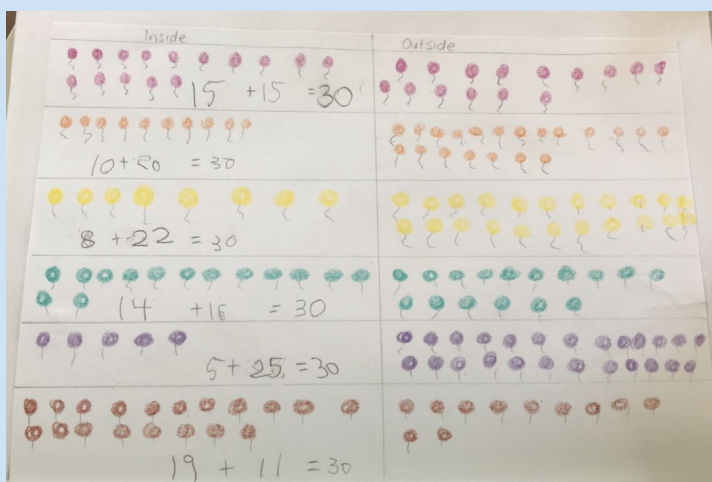 Inside
Outside
15 + 15 = 30
10 + 20 = 30
8 + 22 = 30
14 + 16 = 30
5 + 25 = 30
19 + 11 = 30